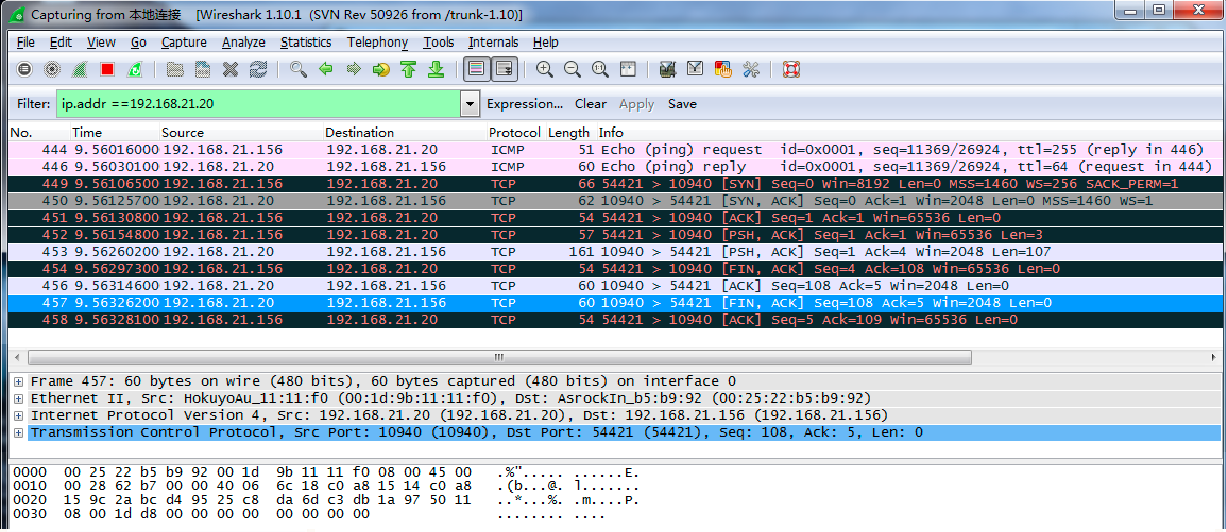 Capturing from 本地连接 [Wireshark 1.10.1 (SVN Rev 50926 from /trunk-1.10)]
File Edit View Go Capture Analyze Statistics Telephony Tools Internals Help
Filter: ip.addr ==192.168.21.20 Expression... Clear Apply Save
No. Time Source Destination Protocol Length Info
444 9.56016000 192.168.21.156 192.168.21.20 ICMP 51 Echo (ping) request id=0x0001, seq=11369/26924, ttl=255 (reply in 446)
446 9.56030100 192.168.21.20 192.168.21.156 ICMP 60 Echo (ping) reply id=0x0001, seq=11369/26924, ttl=64 (request in 444)
449 9.56106500 192.168.21.156 192.168.21.20 TCP 66 54421 > 10940 [SYN] Seq=0 Win=8192 Len=0 MSS=1460 WS=256 SACK_PERM=1
450 9.56125700 192.168.21.20 192.168.21.156 TCP 62 10940 > 54421 [SYN, ACK] Seq=0 Ack=1 Win=2048 Len=0 MSS=1460 WS=1
451 9.56130800 192.168.21.156 192.168.21.20 TCP 54 54421 > 10940 [ACK] Seq=1 Ack=1 Win=65536 Len=0
452 9.56154800 192.168.21.156 192.168.21.20 TCP 57 54421 > 10940 [PSH, ACK] Seq=1 Ack=1 Win=65536 Len=3
453 9.56260200 192.168.21.20 192.168.21.156 TCP 161 10940 > 54421 [PSH, ACK] Seq=1 Ack=4 Win=2048 Len=107
454 9.56297300 192.168.21.156 192.168.21.20 TCP 54 54421 > 10940 [FIN, ACK] Seq=4 Ack=108 Win=65536 Len=0
456 9.56314600 192.168.21.20 192.168.21.156 TCP 60 10940 > 54421 [ACK] Seq=108 Ack=5 Win=2048 Len=0
457 9.56326200 192.168.21.20 192.168.21.156 TCP 60 10940 > 54421 [FIN, ACK] Seq=108 Ack=5 Win=2048 Len=0
458 9.56328100 192.168.21.156 192.168.21.20 TCP 54 54421 > 10940 [ACK] Seq=5 Ack=109 Win=65536 Len=0
Frame 457: 60 bytes on wire (480 bits), 60 bytes captured (480 bits) on interface 0
Ethernet II, Src: HokuyoAu_11:11:f0 (00:1d:9b:11:11:f0), Dst: AsrockIn_b5:b9:92 (00:25:22:b5:b9:92)
Internet Protocol Version 4, Src: 192.168.21.20 (192.168.21.20), Dst: 192.168.21.156 (192.168.21.156)
Transmission Control Protocol, Src Port: 10940 (10940), Dst Port: 54421 (54421), Seq: 108, Ack: 5, Len: 0
0000 00 25 22 b5 b9 92 00 1d 9b 11 11 f0 08 00 45 00 .%"..... ......E.
0010 00 28 62 b7 00 00 40 06 6c 18 c0 a8 15 14 c0 a8 .(b...@. l.......
0020 15 9c 2a bc d4 95 25 c8 da 6d c3 db 1a 97 50 11 ..*...%. .m....P.
0030 08 00 1d d8 00 00 00 00 00 00 00 00 ........ ....